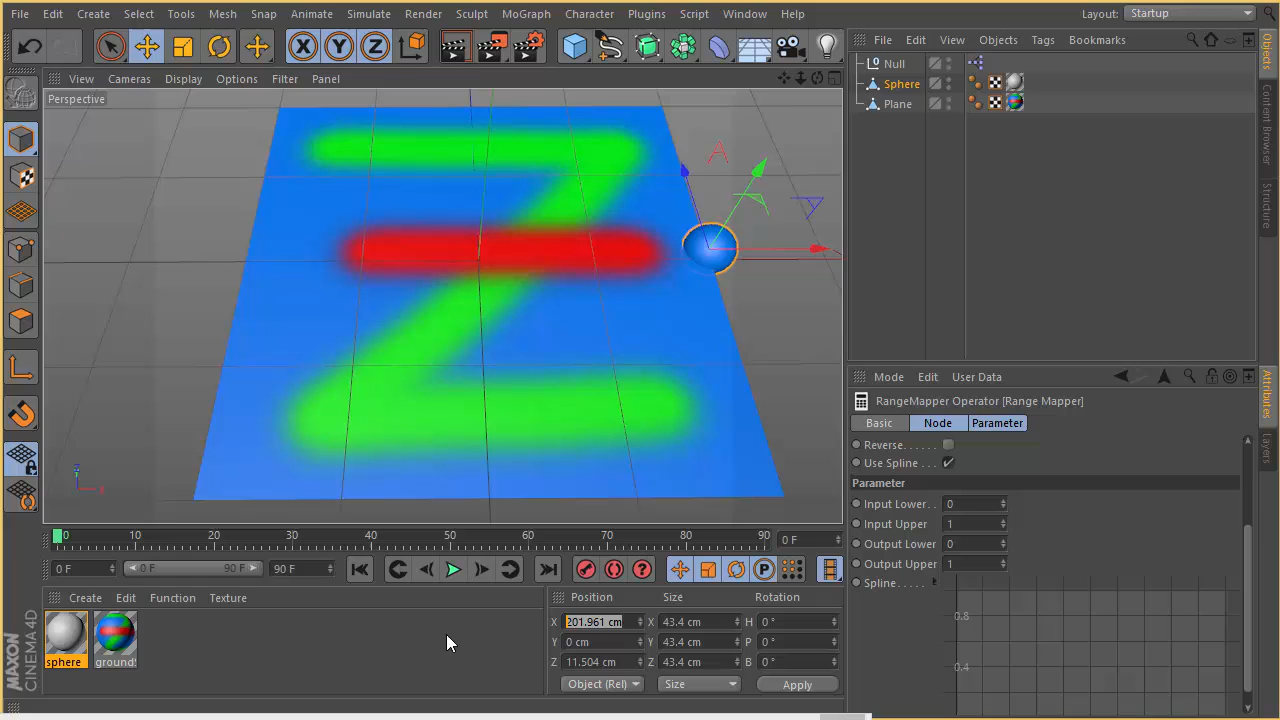 File Edit Create Select Tools Mesh Snap Animate Simulate Render Sculpt MoGraph Character Plugins Script Window Help Layout: Startup
X Y Z
File Edit View Objects Tags Bookmarks
Null
Sphere
Plane
View Cameras Display Options Filter Panel
Perspective
Objects
Content Browser
Structure
Mode Edit User Data
RangeMapper Operator [Range Mapper]
Basic Node Parameter
Reverse
Use Spline
Parameter
Input Lower 0
Input Upper 1
Output Lower 0
Output Upper 1
Spline
0.8
0.4
Attributes
Layers
0 10 20 30 40 50 60 70 80 90 0 F
0 F 0 F 90 F 90 F
Create Edit Function Texture
sphere ground
Position Size Rotation
X 201.961 cm X 43.4 cm H 0 °
Y 0 cm Y 43.4 cm P 0 °
Z 11.504 cm Z 43.4 cm B 0 °
Object (Rel) Size Apply
MAXON
CINEMA 4D